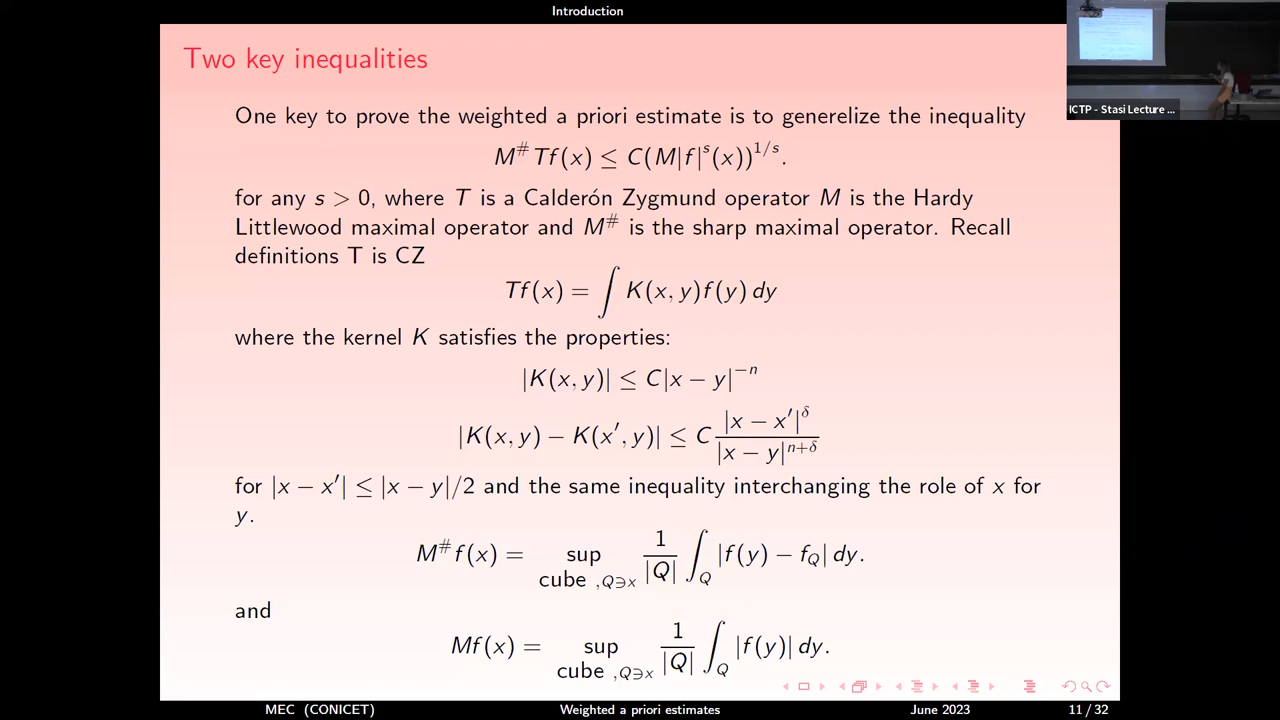 Introduction
Two key inequalities
ICTP - Stasi Lecture ...
One key to prove the weighted a priori estimate is to generelize the inequality
M^# Tf(x) ≤ C(M|f|^s(x))^{1/s}.
for any s > 0, where T is a Calderón Zygmund operator M is the Hardy
Littlewood maximal operator and M^# is the sharp maximal operator. Recall
definitions T is CZ
Tf(x) = ∫ K(x, y)f(y) dy
where the kernel K satisfies the properties:
|K(x, y)| ≤ C|x − y|^{−n}
|K(x, y) − K(x′, y)| ≤ C |x − x′|^δ / |x − y|^{n+δ}
for |x − x′| ≤ |x − y|/2 and the same inequality interchanging the role of x for
y.
M^# f(x) = sup_{cube ,Q∋x} 1/|Q| ∫_Q |f(y) − f_Q| dy.
and
Mf(x) = sup_{cube ,Q∋x} 1/|Q| ∫_Q |f(y)| dy.
MEC (CONICET) Weighted a priori estimates June 2023 11 / 32